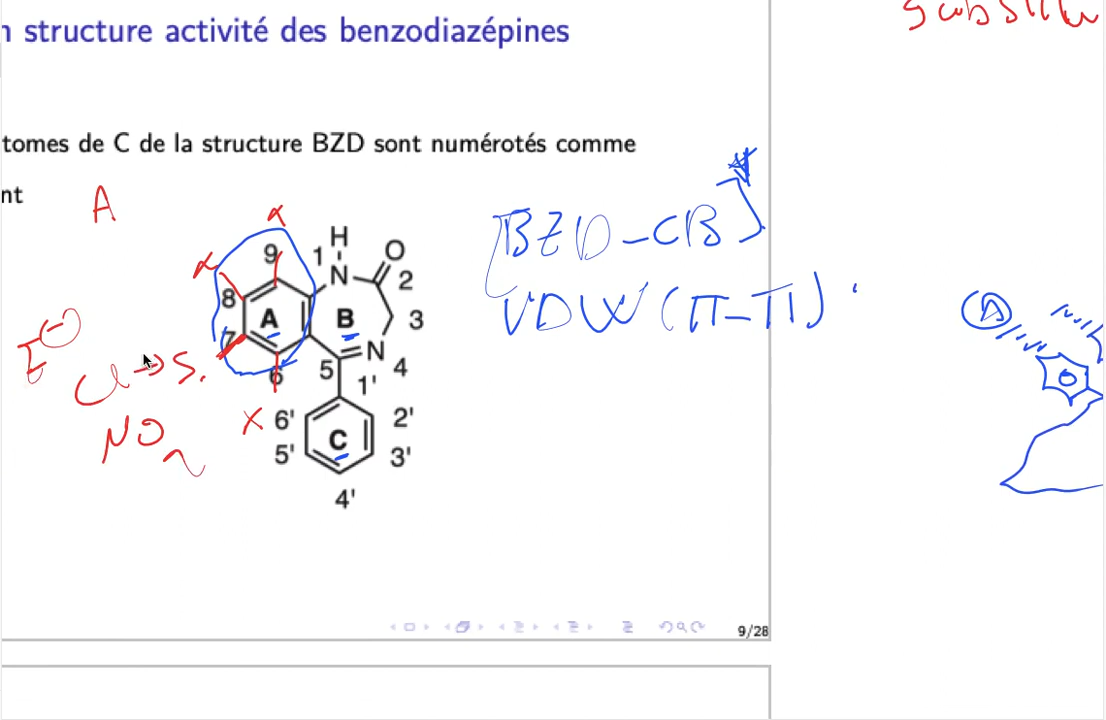 n structure activité des benzodiazépines
tomes de C de la structure BZD sont numérotés comme
nt
A
[BZD-CB]*
VDW (π-π)
H
N
1
O
2
3
N
4
5
6
7
8
9
A
B
C
1'
2'
3'
4'
5'
6'
X
Cl → S.
NO2
9/28